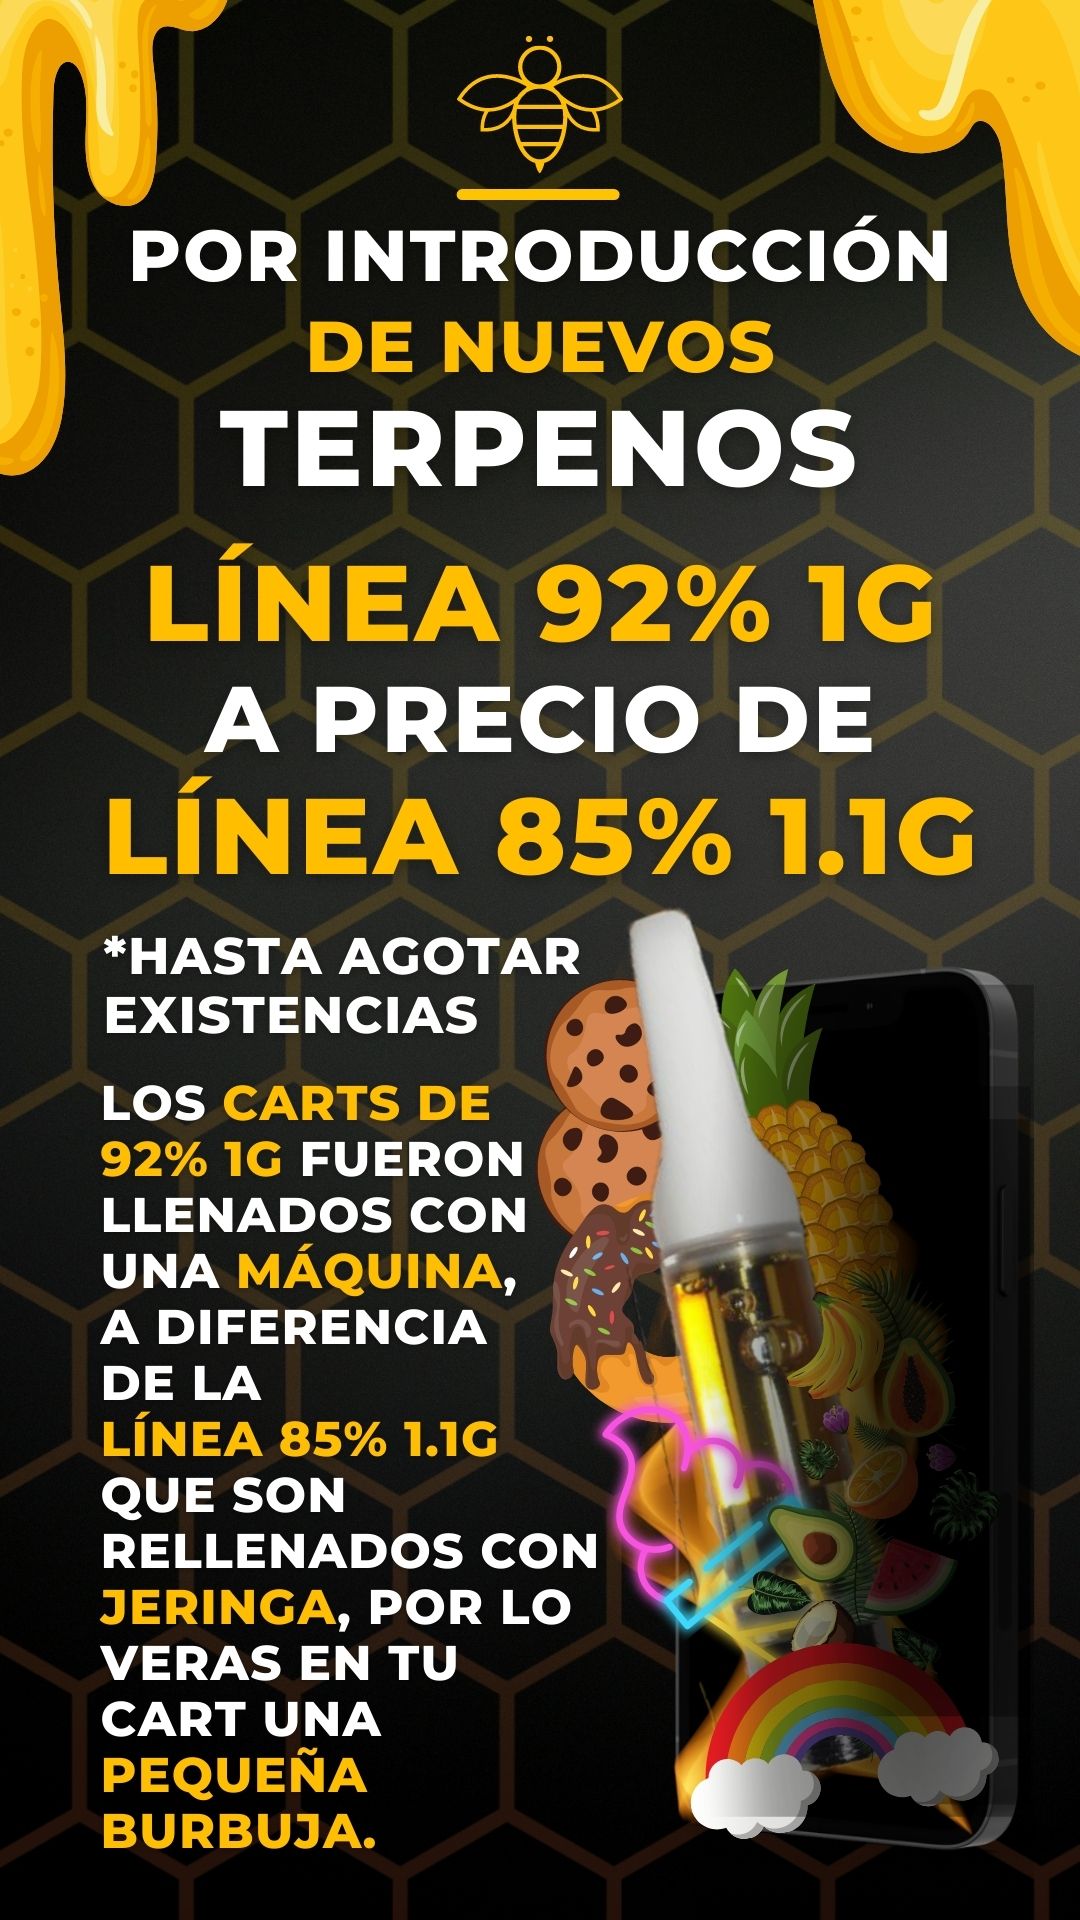 POR INTRODUCCIÓN
DE NUEVOS
TERPENOS
LÍNEA 92% 1G
A PRECIO DE
LÍNEA 85% 1.1G
*HASTA AGOTAR
EXISTENCIAS
LOS CARTS DE
92% 1G FUERON
LLENADOS CON
UNA MÁQUINA,
A DIFERENCIA
DE LA
LÍNEA 85% 1.1G
QUE SON
RELLENADOS CON
JERINGA, POR LO
VERAS EN TU
CART UNA
PEQUEÑA
BURBUJA.